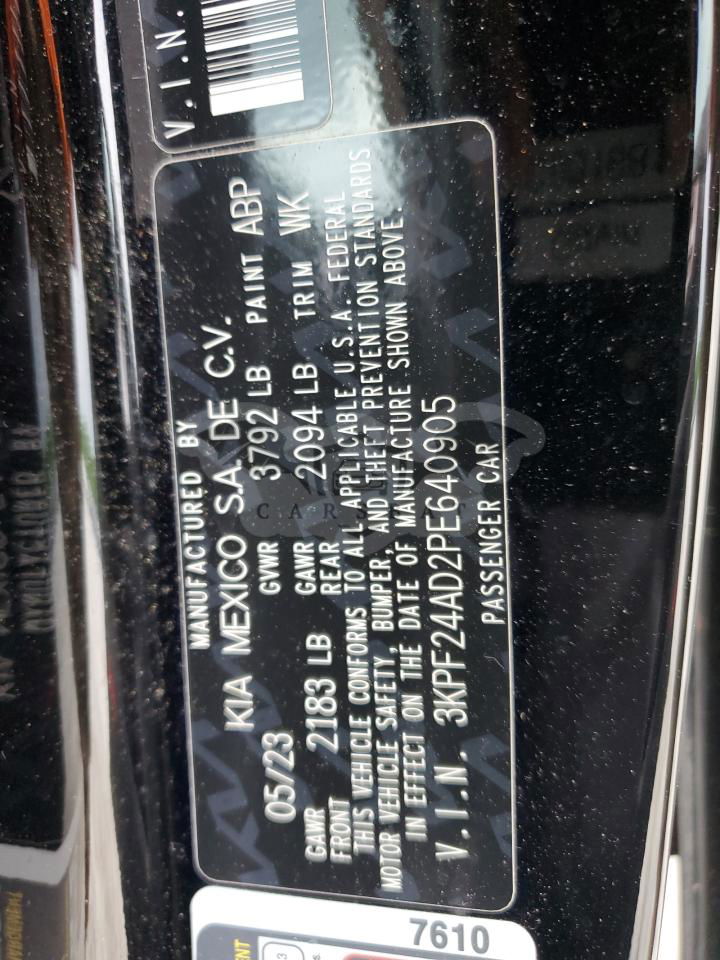 V.I.N.
MANUFACTURED BY
KIA MEXICO S.A. DE C.V.
05/23 GVWR 3792 LB PAINT ABP
GAWR FRONT 2183 LB GAWR REAR 2094 LB TRIM WK
THIS VEHICLE CONFORMS TO ALL APPLICABLE U.S.A. FEDERAL
MOTOR VEHICLE SAFETY, BUMPER, AND THEFT PREVENTION STANDARDS
IN EFFECT ON THE DATE OF MANUFACTURE SHOWN ABOVE.
V.I.N. 3KPF24AD2PE640905
PASSENGER CAR
7610